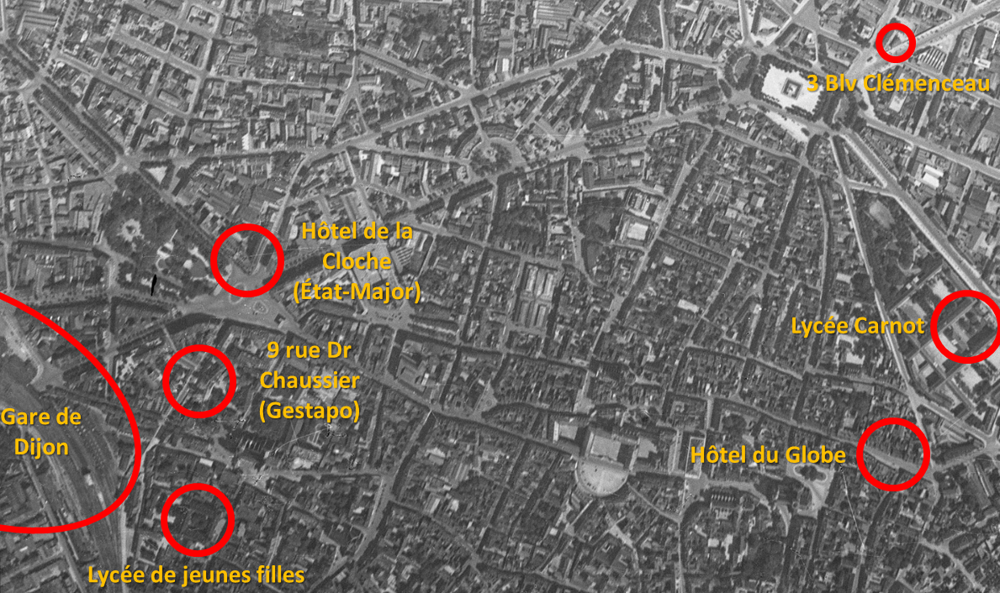 3 Blv Clémenceau
Hôtel de la
Cloche
(État-Major)
Lycée Carnot
9 rue Dr
Chaussier
(Gestapo)
Gare de
Dijon
Hôtel du Globe
Lycée de jeunes filles